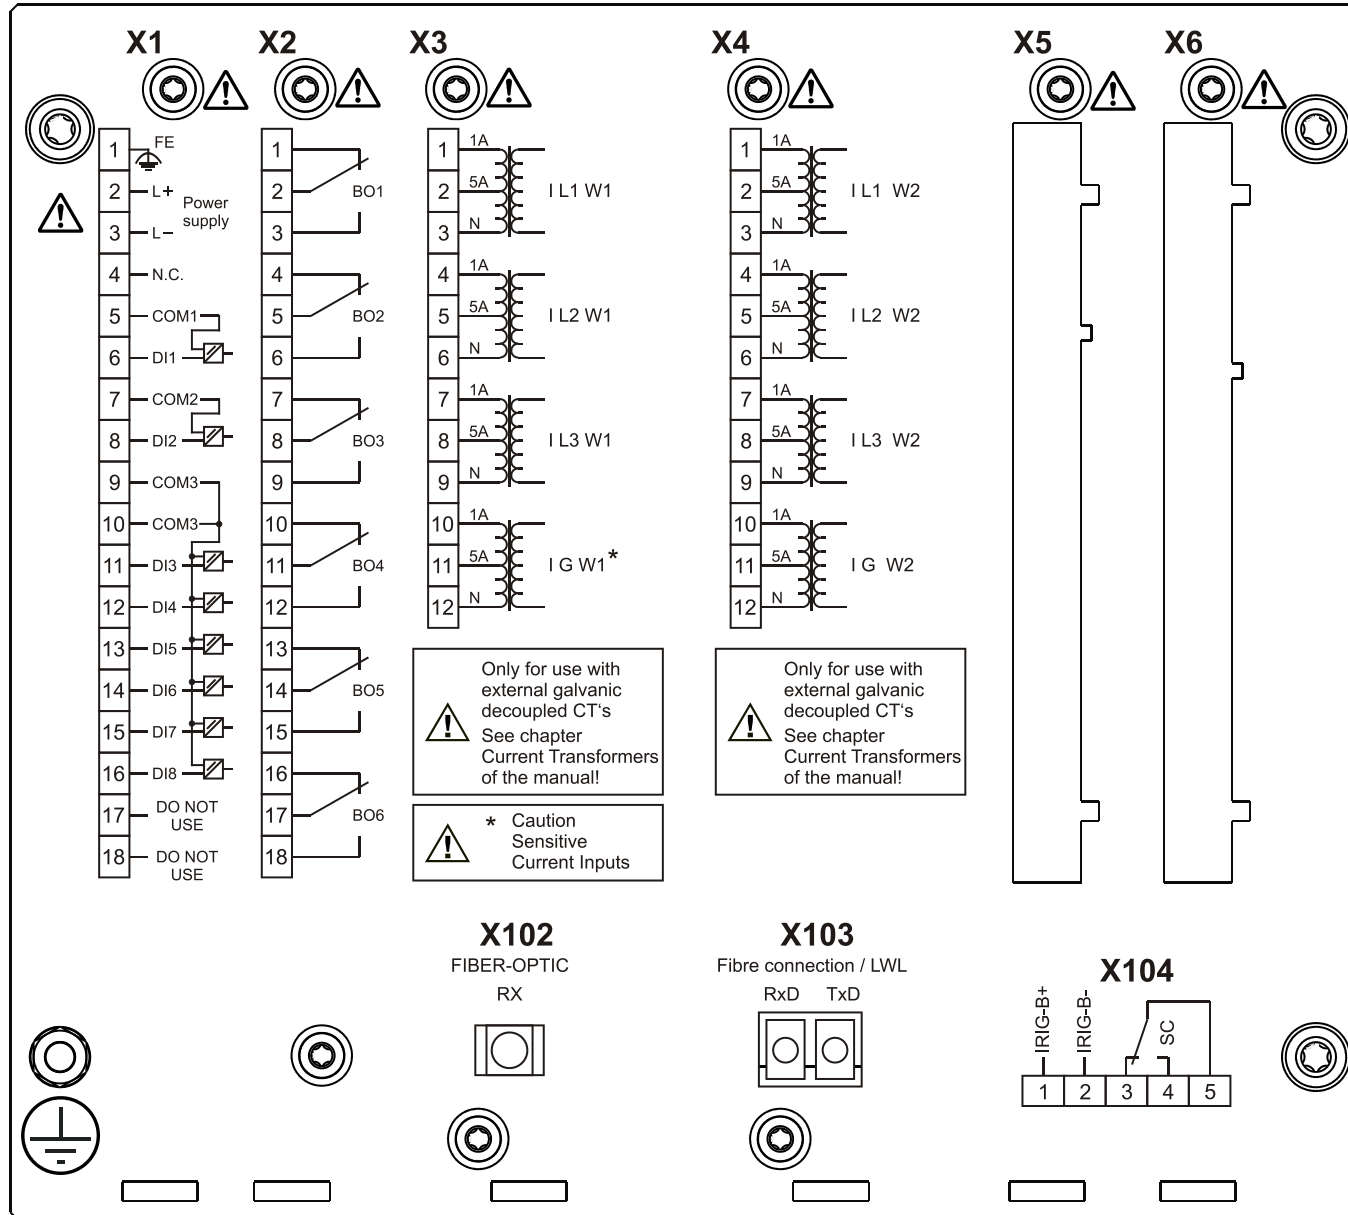 X1
X2
X3
X4
X5
X6
1 FE
2 L+
Power
supply
3 L–
4 N.C.
5 COM1
6 DI1
7 COM2
8 DI2
9 COM3
10 COM3
11 DI3
12 DI4
13 DI5
14 DI6
15 DI7
16 DI8
17 DO NOT
USE
18 DO NOT
USE
1
2 BO1
3
4
5 BO2
6
7
8 BO3
9
10
11 BO4
12
13
14 BO5
15
16
17 BO6
18
1 1A
2 5A I L1 W1
3 N
4 1A
5 5A I L2 W1
6 N
7 1A
8 5A I L3 W1
9 N
10 1A
11 5A I G W1*
12 N
Only for use with
external galvanic
decoupled CT‘s
See chapter
Current Transformers
of the manual!
* Caution
Sensitive
Current Inputs
1 1A
2 5A I L1 W2
3 N
4 1A
5 5A I L2 W2
6 N
7 1A
8 5A I L3 W2
9 N
10 1A
11 5A I G W2
12 N
Only for use with
external galvanic
decoupled CT‘s
See chapter
Current Transformers
of the manual!
X102
FIBER-OPTIC
RX
X103
Fibre connection / LWL
RxD TxD
X104
IRIG-B+
IRIG-B-
SC
1 2 3 4 5